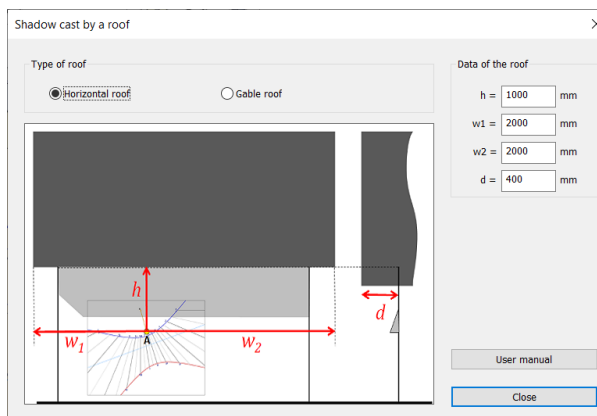 Shadow cast by a roof
Type of roof
Horizontal roof
Gable roof
Data of the roof
h = 1000 mm
w1 = 2000 mm
w2 = 2000 mm
d = 400 mm
h
w1
A
w2
d
User manual
Close